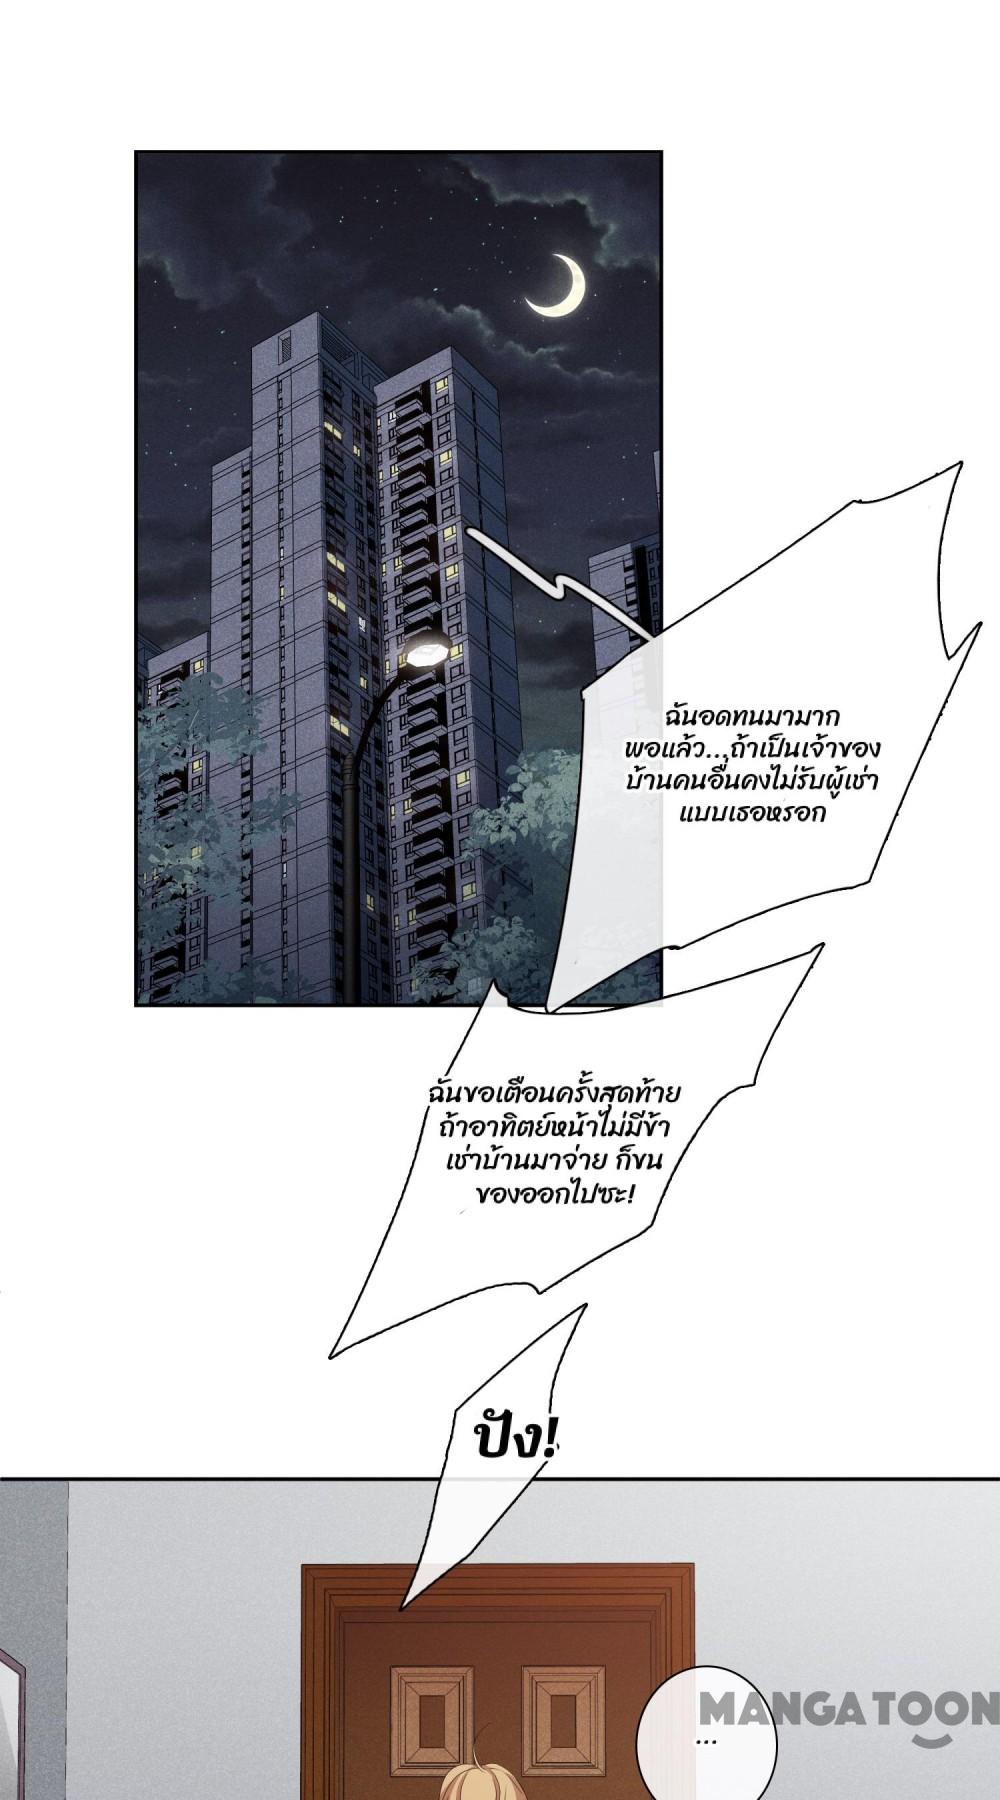 ฉันอดทนมามาก
พอแล้ว...ถ้าเป็นเจ้าของ
บ้านคนอื่นคงไม่รับผู้เช่า
แบบเธอหรอก
ฉันขอเตือนครั้งสุดท้าย
ถ้าอาทิตย์หน้าไม่มีข้า
เช่าบ้านมาจ่าย ก็ขน
ของออกไปซะ!
ปัง!
MANGATOON
...